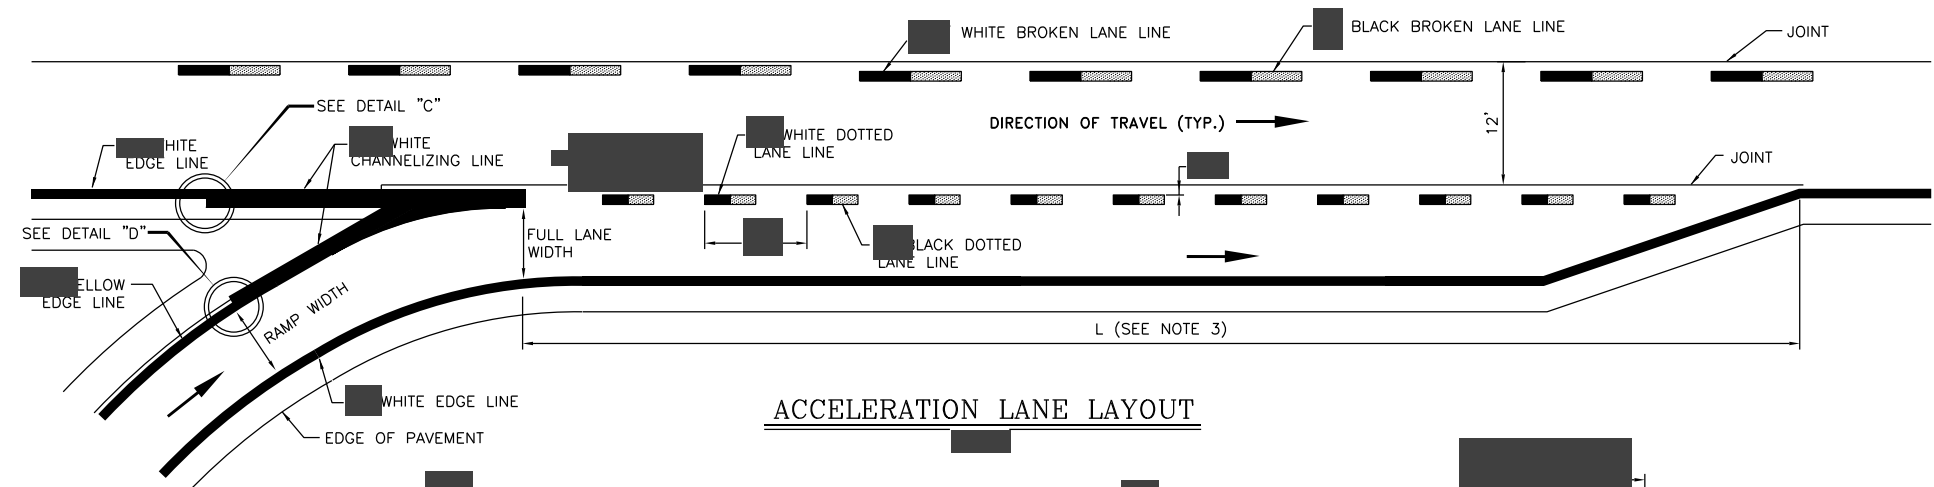 WHITE BROKEN LANE LINE
BLACK BROKEN LANE LINE
JOINT
SEE DETAIL "C"
DIRECTION OF TRAVEL (TYP.)
12'
WHITE DOTTED
LANE LINE
HITE
EDGE LINE
WHITE
CHANNELIZING LINE
JOINT
SEE DETAIL "D"
FULL LANE
WIDTH
LACK DOTTED
LANE LINE
ELLOW
EDGE LINE
RAMP WIDTH
L (SEE NOTE 3)
WHITE EDGE LINE
EDGE OF PAVEMENT
ACCELERATION LANE LAYOUT